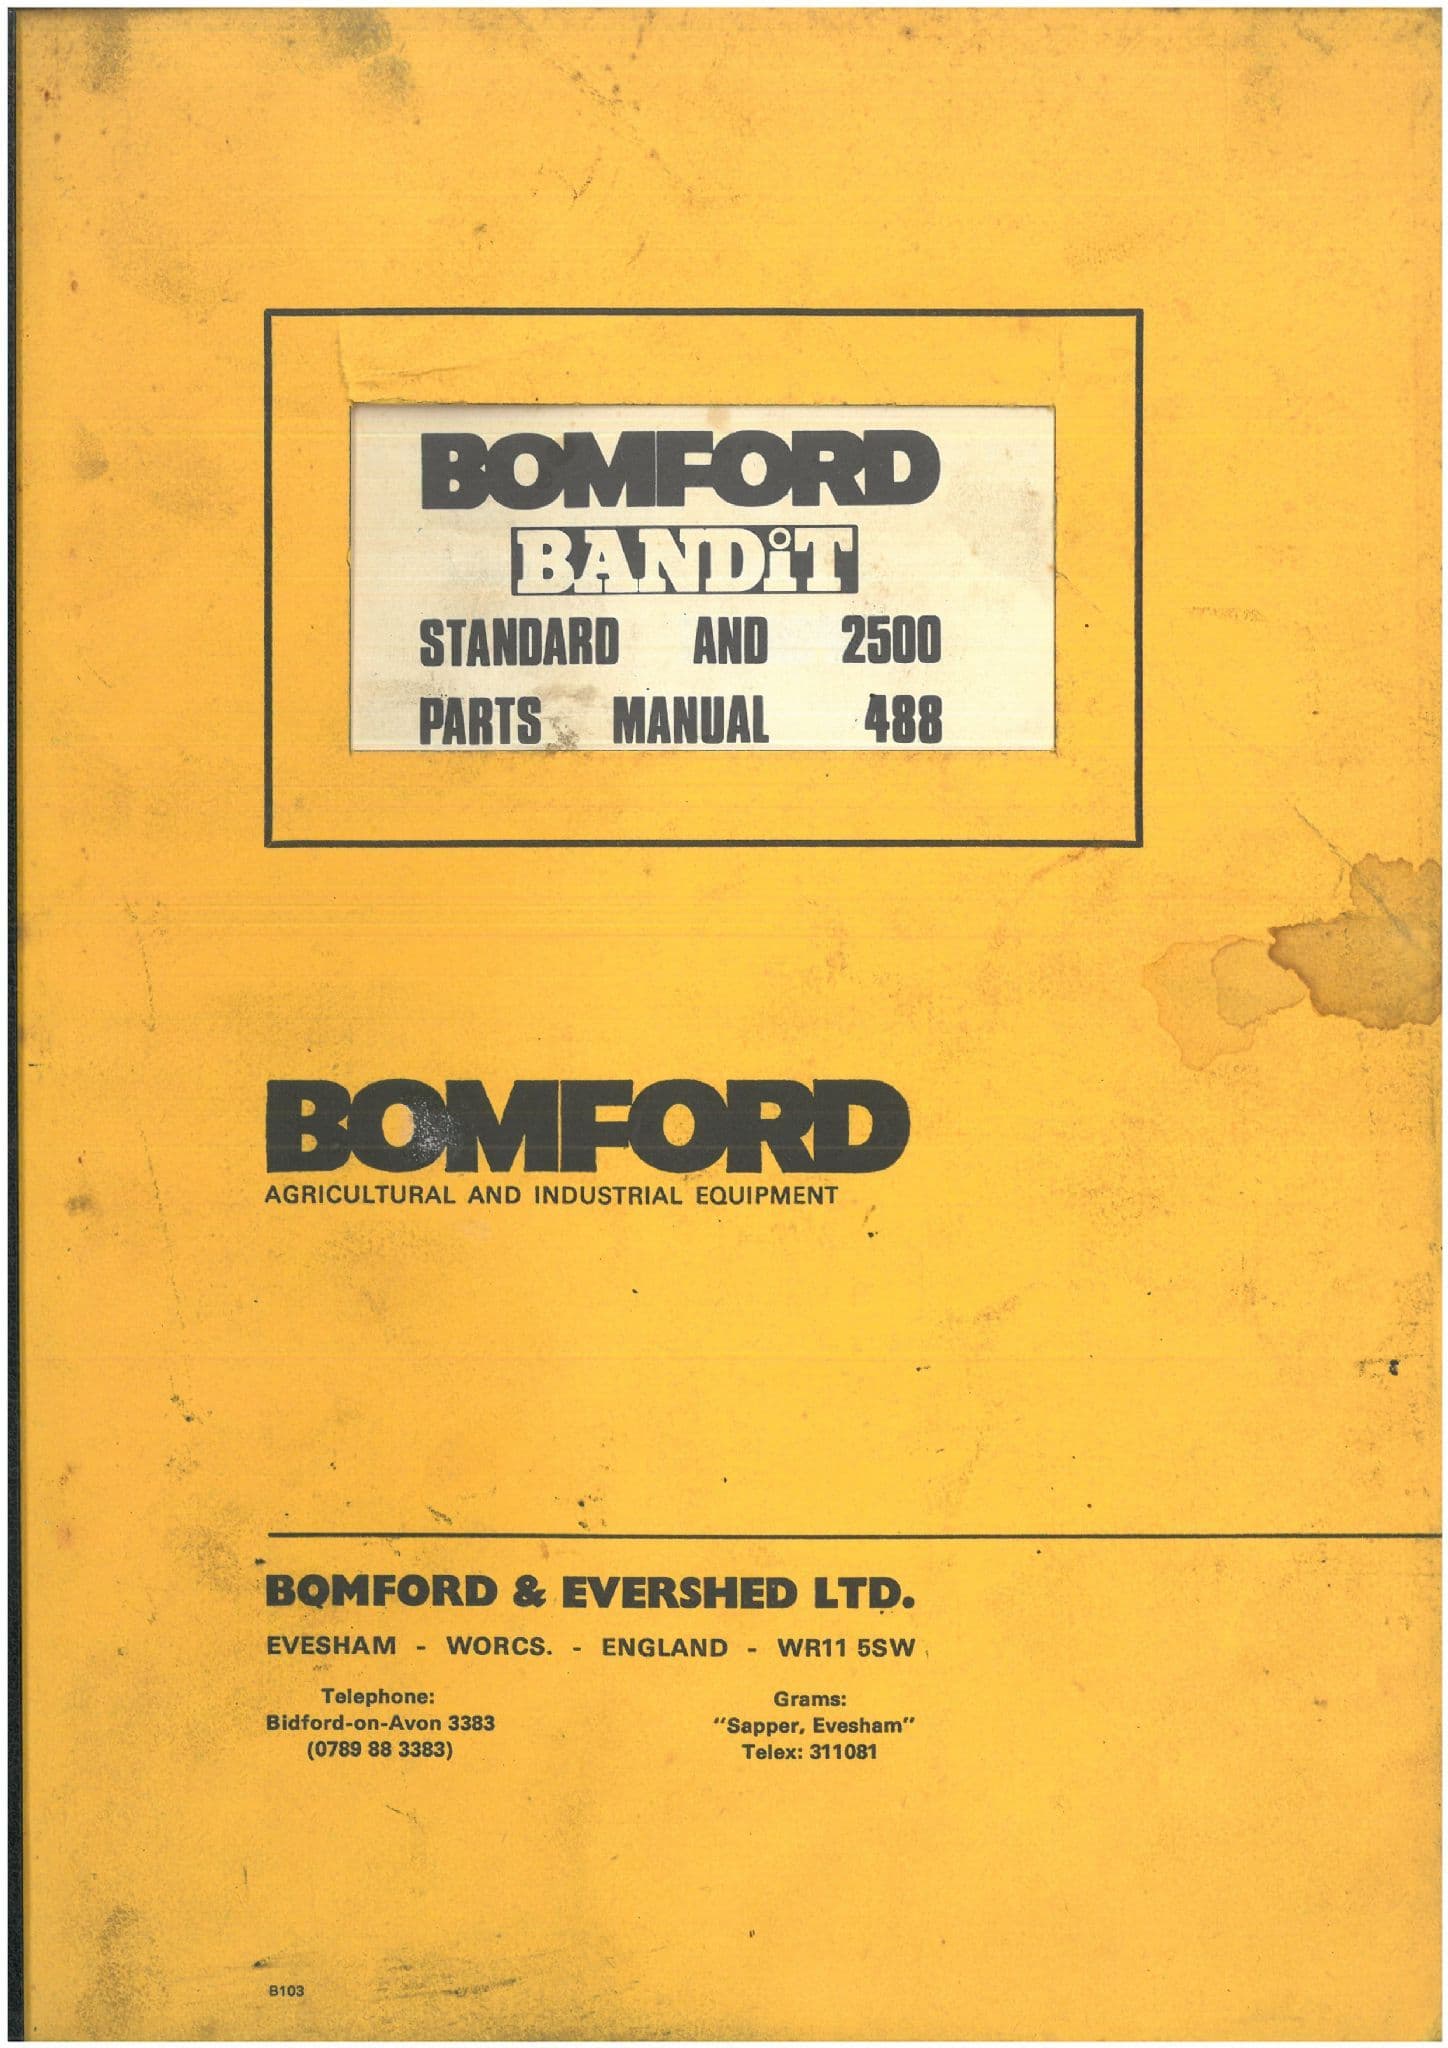 BOMFORD
BANDiT
STANDARD AND 2500
PARTS MANUAL 488
BOMFORD
AGRICULTURAL AND INDUSTRIAL EQUIPMENT
BOMFORD & EVERSHED LTD.
EVESHAM - WORCS. - ENGLAND - WR11 5SW
Telephone:
Bidford-on-Avon 3383
(0789 88 3383)
Grams:
“Sapper, Evesham”
Telex: 311081
B103